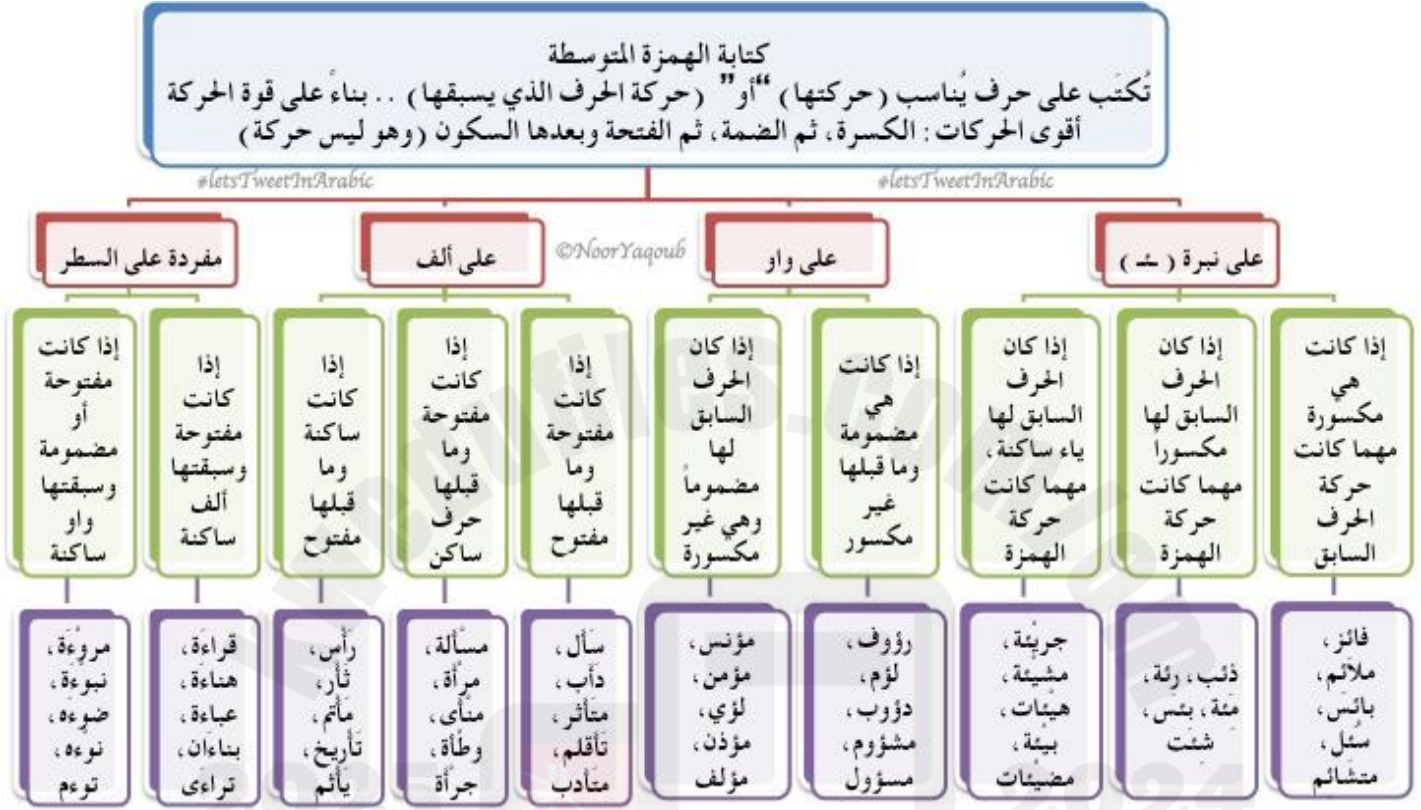 كتابة الهمزة المتوسطة
تُكتَب على حرف يُناسب (حركتها) “أو” (حركة الحرف الذي يسبقها) .. بناءً على قوة الحركة
أقوى الحركات: الكسرة، ثم الضمة، ثم الفتحة وبعدها السكون (وهو ليس حركة)
#letsTweetInArabic
#letsTweetInArabic
©NoorYaqoub
على نبرة ( ئـ )
إذا كانت
هي
مكسورة
مهما كانت
حركة
الحرف
السابق
فائز،
ملائم،
بائس،
سئل،
متشائم
إذا كان
الحرف
السابق لها
مكسوراً
مهما كانت
حركة
الهمزة
ذئب، رئة،
مئة، بئس،
شئت
إذا كان
الحرف
السابق لها
ياء ساكنة،
مهما كانت
حركة
الهمزة
جريئة،
مشيئة،
هيئات،
بيئة،
مضيئات
على واو
إذا كانت
هي
مضمومة
وما قبلها
غير
مكسور
رؤوف،
لؤم،
دؤوب،
مشؤوم،
مسؤول
إذا كان
الحرف
السابق
لها
مضموماً
وهي غير
مكسورة
مؤنس،
مؤمن،
لؤي،
مؤذن،
مؤلف
على ألف
إذا
كانت
مفتوحة
وما
قبلها
مفتوح
سأل،
دأب،
متأثر،
تأقلم،
متأدب
إذا
كانت
مفتوحة
وما
قبلها
حرف
ساكن
مسألة،
مرأة،
منأى،
وطأة،
جرأة
إذا
كانت
ساكنة
وما
قبلها
مفتوح
رأس،
ثأر،
مأتم،
تأريخ،
يأثم
مفردة على السطر
إذا
كانت
مفتوحة
وسبقتها
ألف
ساكنة
قراءة،
هناءة،
عباءة،
بناءان،
تراءى
إذا كانت
مفتوحة
أو
مضمومة
وسبقتها
واو
ساكنة
مروءة،
نبوءة،
ضوءه،
نوءه،
توءم